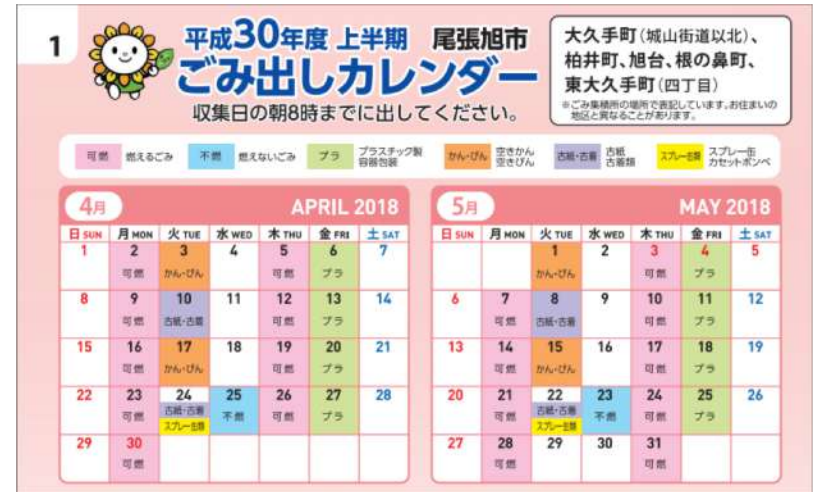 1
平成30年度 上半期 尾張旭市
ごみ出しカレンダー
収集日の朝8時までに出してください。
大久手町(城山街道以北)、
柏井町、旭台、根の鼻町、
東大久手町(四丁目)
※ごみ集積所の場所で表記しています。お住まいの
地区と異なることがあります。
可燃 燃えるごみ
不燃 燃えないごみ
プラ プラスチック製
容器包装
かん・びん 空きかん
空きびん
古紙・古着 古紙
古着類
スプレー缶類 スプレー缶
カセットボンベ
4月 APRIL 2018
日 SUN 月 MON 火 TUE 水 WED 木 THU 金 FRI 土 SAT
1 2 3 4 5 6 7
可燃 かん・びん 可燃 プラ
8 9 10 11 12 13 14
可燃 古紙・古着 可燃 プラ
15 16 17 18 19 20 21
可燃 かん・びん 可燃 プラ
22 23 24 25 26 27 28
可燃 古紙・古着 不燃 可燃 プラ
スプレー缶類
29 30
可燃
5月 MAY 2018
日 SUN 月 MON 火 TUE 水 WED 木 THU 金 FRI 土 SAT
1 2 3 4 5
かん・びん 可燃 プラ
6 7 8 9 10 11 12
可燃 古紙・古着 可燃 プラ
13 14 15 16 17 18 19
可燃 かん・びん 可燃 プラ
20 21 22 23 24 25 26
可燃 古紙・古着 不燃 可燃 プラ
スプレー缶類
27 28 29 30 31
可燃 可燃